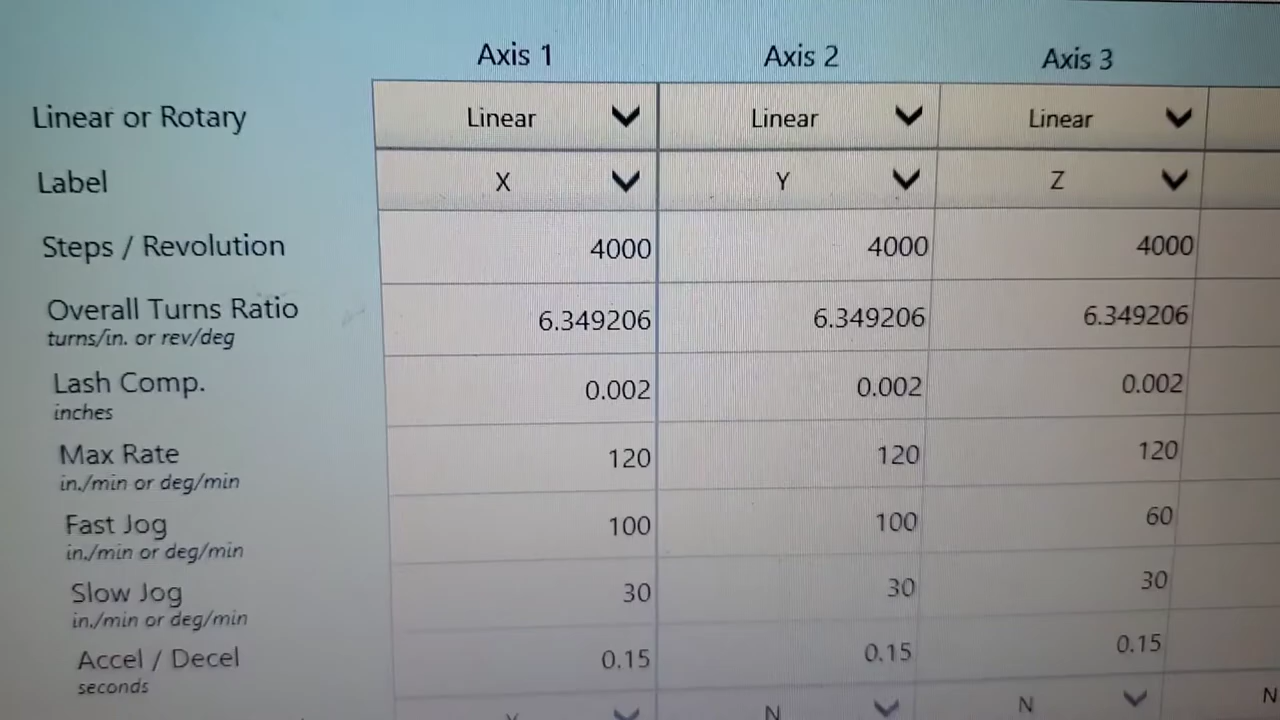 Axis 1 Axis 2 Axis 3
Linear or Rotary Linear Linear Linear
Label X Y Z
Steps / Revolution 4000 4000 4000
Overall Turns Ratio 6.349206 6.349206 6.349206
turns/in. or rev/deg
Lash Comp. 0.002 0.002 0.002
inches
Max Rate 120 120 120
in./min or deg/min
Fast Jog 100 100 60
in./min or deg/min
Slow Jog 30 30 30
in./min or deg/min
Accel / Decel 0.15 0.15 0.15
seconds
N N N